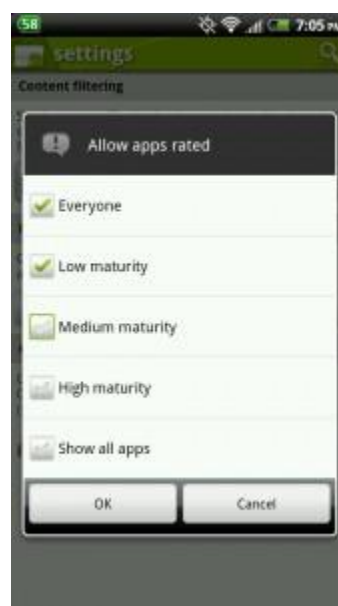 58
7:05 PM
settings
Content filtering
Allow apps rated
Everyone
Low maturity
Medium maturity
High maturity
Show all apps
OK
Cancel